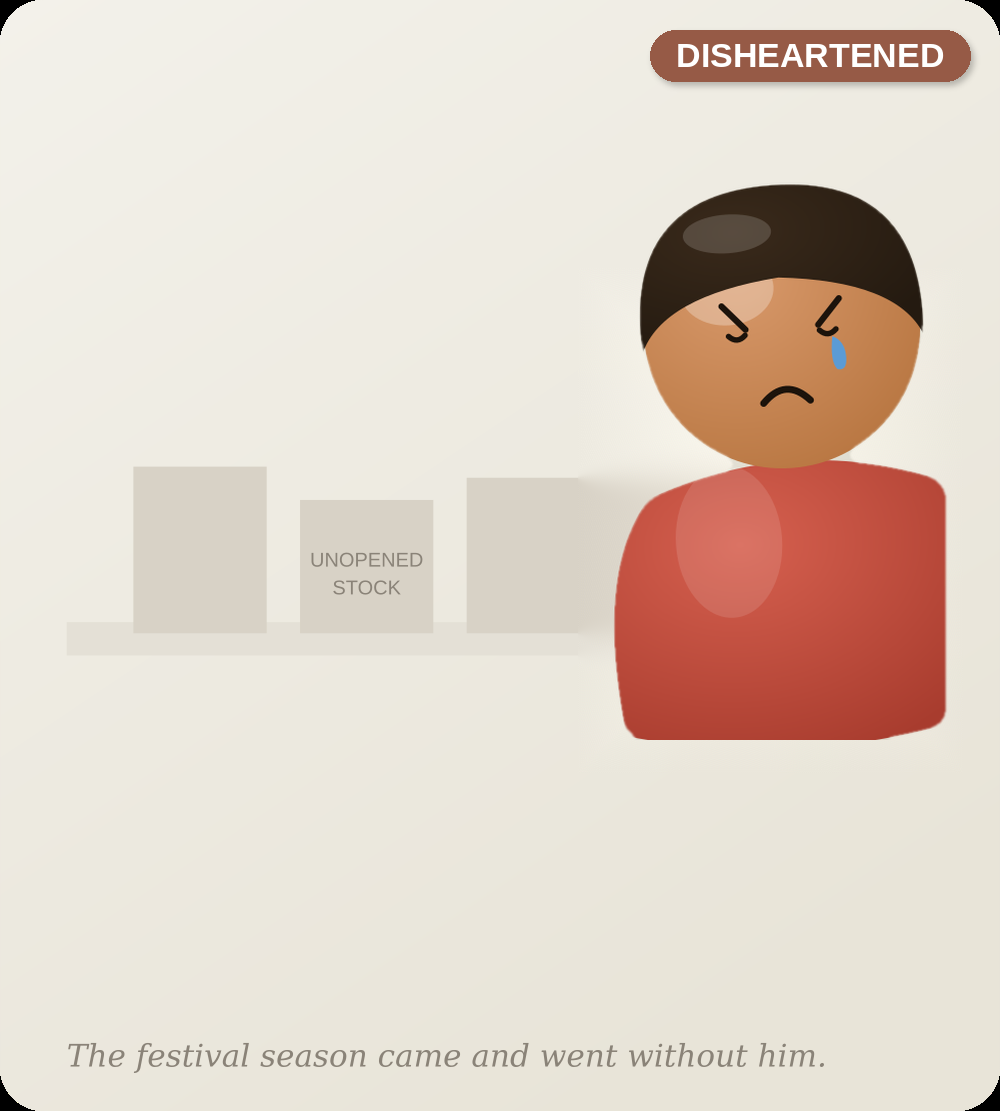 DISHEARTENED
UNOPENED
STOCK
The festival season came and went without him.